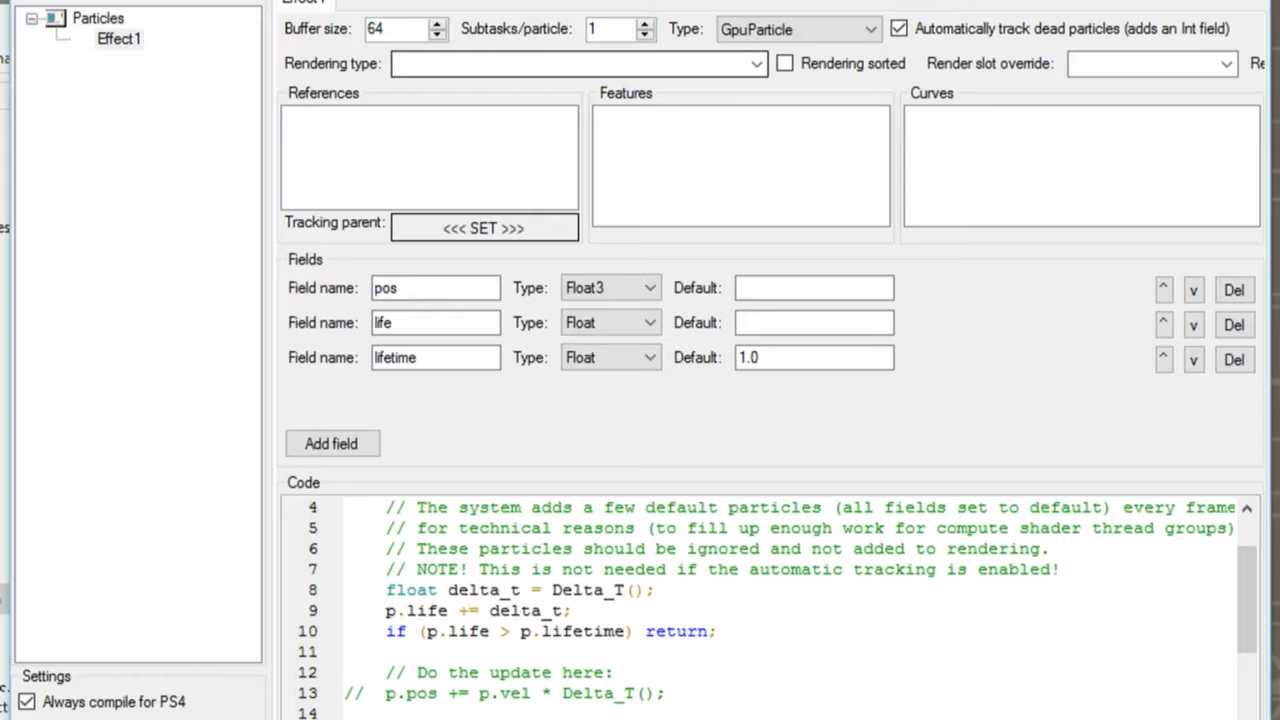 Particles
Effect1
Buffer size: 64 Subtasks/particle: 1 Type: GpuParticle Automatically track dead particles (adds an Int field)
Rendering type: Rendering sorted Render slot override:
References Features Curves
Tracking parent: <<< SET >>>
Fields
Field name: pos Type: Float3 Default: ^ v Del
Field name: life Type: Float Default: ^ v Del
Field name: lifetime Type: Float Default: 1.0 ^ v Del
Add field
Code
4 // The system adds a few default particles (all fields set to default) every frame
5 // for technical reasons (to fill up enough work for compute shader thread groups)
6 // These particles should be ignored and not added to rendering.
7 // NOTE! This is not needed if the automatic tracking is enabled!
8 float delta_t = Delta_T();
9 p.life += delta_t;
10 if (p.life > p.lifetime) return;
11
12 // Do the update here:
13 // p.pos += p.vel * Delta_T();
14
Settings
Always compile for PS4